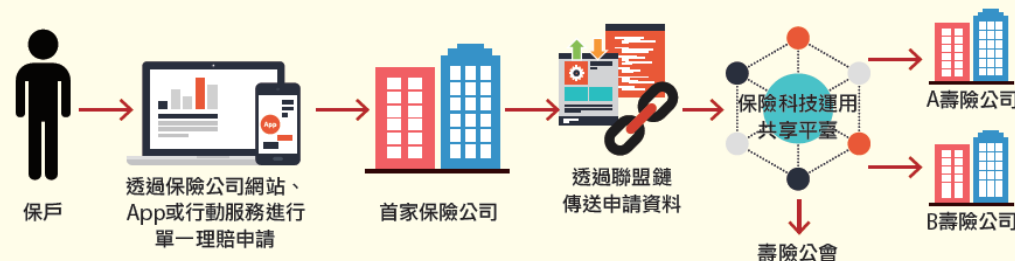 保戶
App
透過保險公司網站、
App或行動服務進行
單一理賠申請
首家保險公司
透過聯盟鏈
傳送申請資料
保險科技運用
共享平臺
壽險公會
A壽險公司
B壽險公司